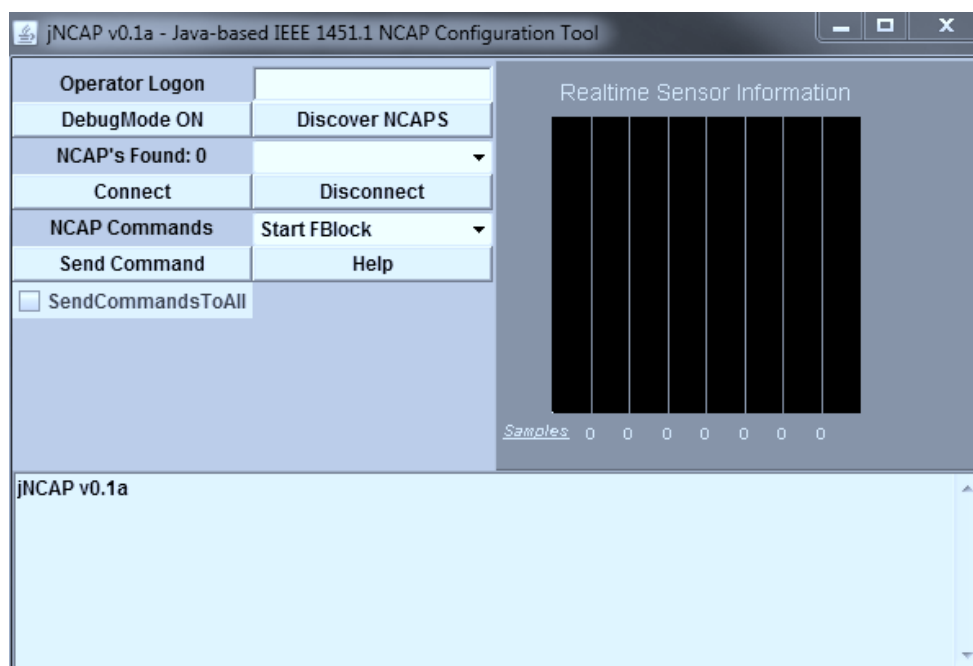 jNCAP v0.1a - Java-based IEEE 1451.1 NCAP Configuration Tool
Operator Logon
DebugMode ON Discover NCAPS
NCAP's Found: 0
Connect Disconnect
NCAP Commands Start FBlock
Send Command Help
SendCommandsToAll
Realtime Sensor Information
Samples 0 0 0 0 0 0 0
jNCAP v0.1a